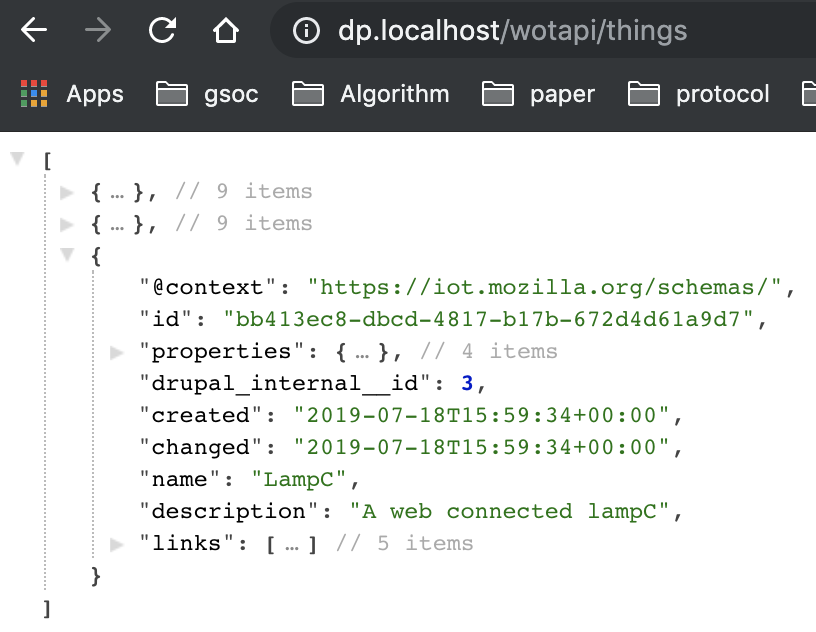 dp.localhost/wotapi/things
Apps gsoc Algorithm paper protocol
[
{ … }, // 9 items
{ … }, // 9 items
{
"@context": "https://iot.mozilla.org/schemas/",
"id": "bb413ec8-dbcd-4817-b17b-672d4d61a9d7",
"properties": { … }, // 4 items
"drupal_internal__id": 3,
"created": "2019-07-18T15:59:34+00:00",
"changed": "2019-07-18T15:59:34+00:00",
"name": "LampC",
"description": "A web connected lampC",
"links": [ … ] // 5 items
}
]